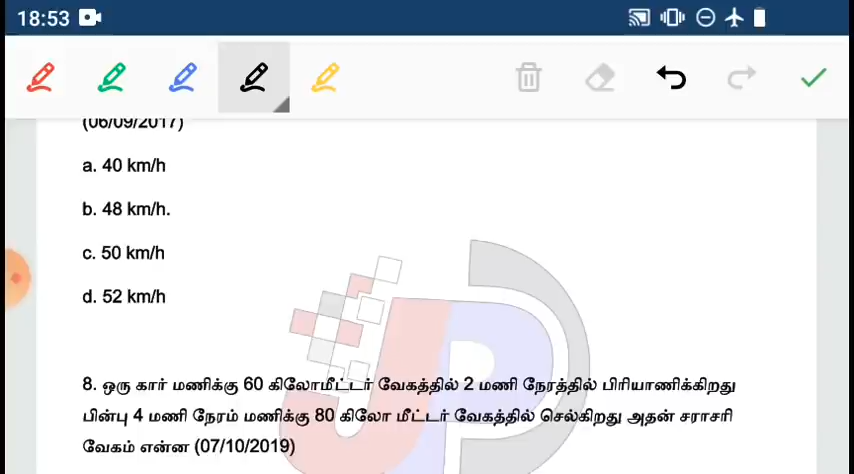 18:53
(06/09/2017)
a. 40 km/h
b. 48 km/h.
c. 50 km/h
d. 52 km/h
8. ஒரு கார் மணிக்கு 60 கிலோமீட்டர் வேகத்தில் 2 மணி நேரத்தில் பிரியாணிக்கிறது
பின்பு 4 மணி நேரம் மணிக்கு 80 கிலோ மீட்டர் வேகத்தில் செல்கிறது அதன் சராசரி
வேகம் என்ன (07/10/2019)